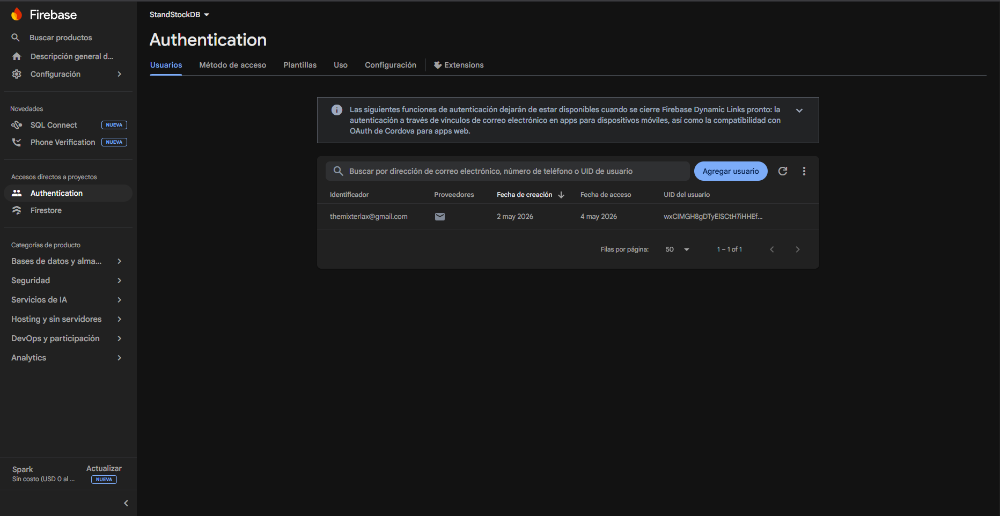 Firebase
Buscar productos
Descripción general d...
Configuración
Novedades
SQL Connect NUEVA
Phone Verification NUEVA
Accesos directos a proyectos
Authentication
Firestore
Categorías de producto
Bases de datos y alma...
Seguridad
Servicios de IA
Hosting y sin servidores
DevOps y participación
Analytics
Spark
Sin costo (USD 0 al ...
Actualizar
NUEVA
StandStockDB
Authentication
Usuarios Método de acceso Plantillas Uso Configuración Extensions
Las siguientes funciones de autenticación dejarán de estar disponibles cuando se cierre Firebase Dynamic Links pronto: la
autenticación a través de vínculos de correo electrónico en apps para dispositivos móviles, así como la compatibilidad con
OAuth de Cordova para apps web.
Buscar por dirección de correo electrónico, número de teléfono o UID de usuario Agregar usuario
Identificador Proveedores Fecha de creación Fecha de acceso UID del usuario
themixterlax@gmail.com 2 may 2026 4 may 2026 wxCIMGH8gDTyEISCtH7iHHEf...
Filas por página: 50 1 – 1 of 1